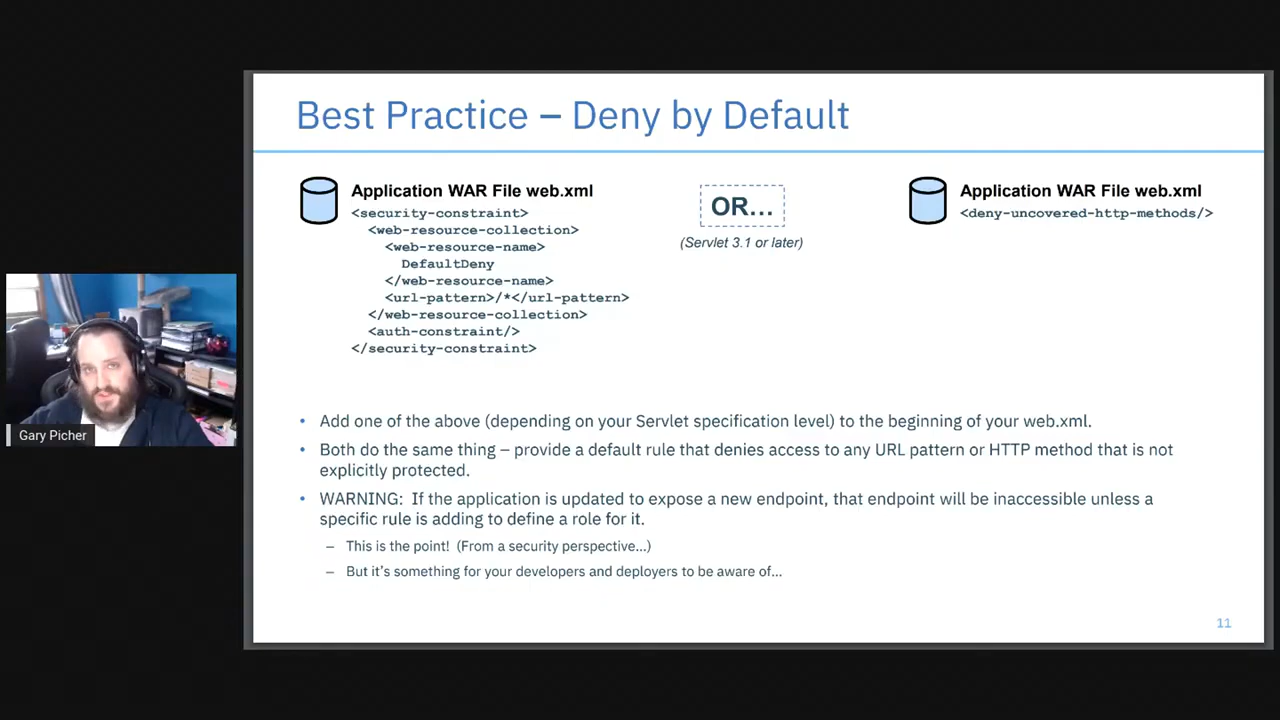 Best Practice – Deny by Default
Application WAR File web.xml
<security-constraint>
<web-resource-collection>
<web-resource-name>
DefaultDeny
</web-resource-name>
<url-pattern>/*</url-pattern>
</web-resource-collection>
<auth-constraint/>
</security-constraint>
OR...
(Servlet 3.1 or later)
Application WAR File web.xml
<deny-uncovered-http-methods/>
• Add one of the above (depending on your Servlet specification level) to the beginning of your web.xml.
• Both do the same thing – provide a default rule that denies access to any URL pattern or HTTP method that is not
explicitly protected.
• WARNING: If the application is updated to expose a new endpoint, that endpoint will be inaccessible unless a
specific rule is adding to define a role for it.
– This is the point! (From a security perspective...)
– But it's something for your developers and deployers to be aware of...
11
Gary Picher